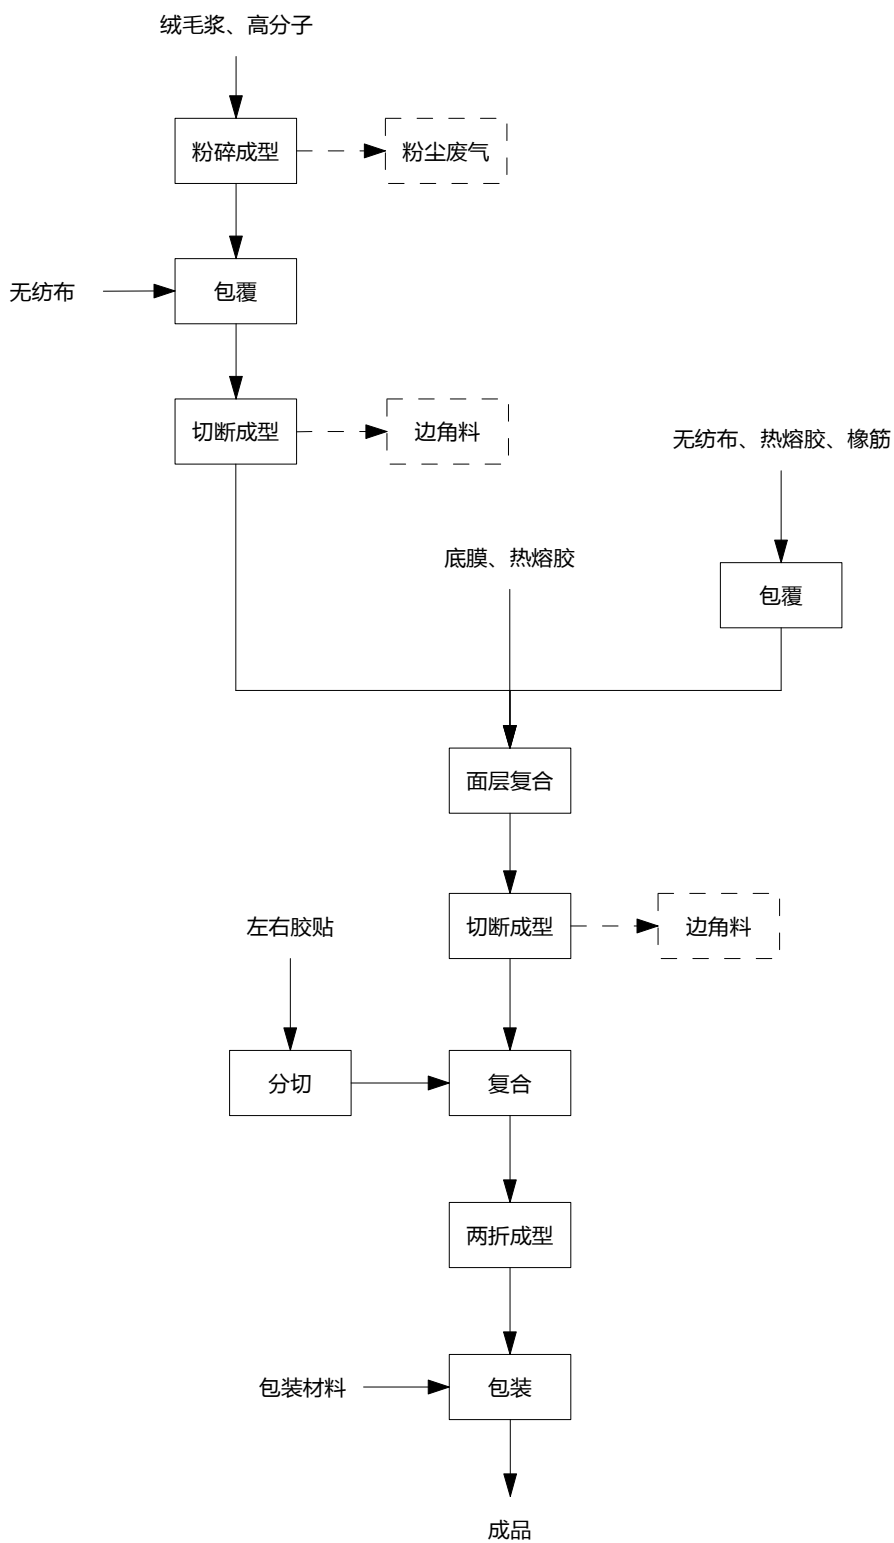 绒毛浆、高分子
粉碎成型
粉尘废气
无纺布
包覆
切断成型
边角料
无纺布、热熔胶、橡筋
底膜、热熔胶
包覆
面层复合
左右胶贴
切断成型
边角料
分切
复合
两折成型
包装材料
包装
成品